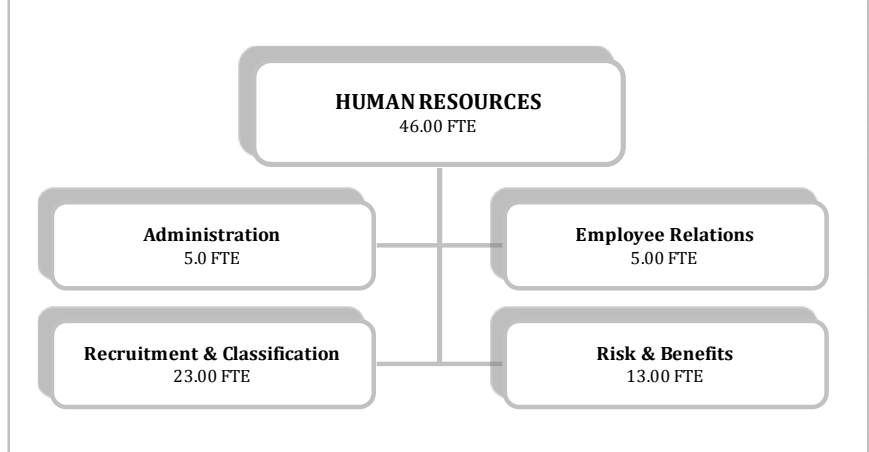 HUMAN RESOURCES
46.00 FTE
Administration
5.0 FTE
Employee Relations
5.00 FTE
Recruitment & Classification
23.00 FTE
Risk & Benefits
13.00 FTE